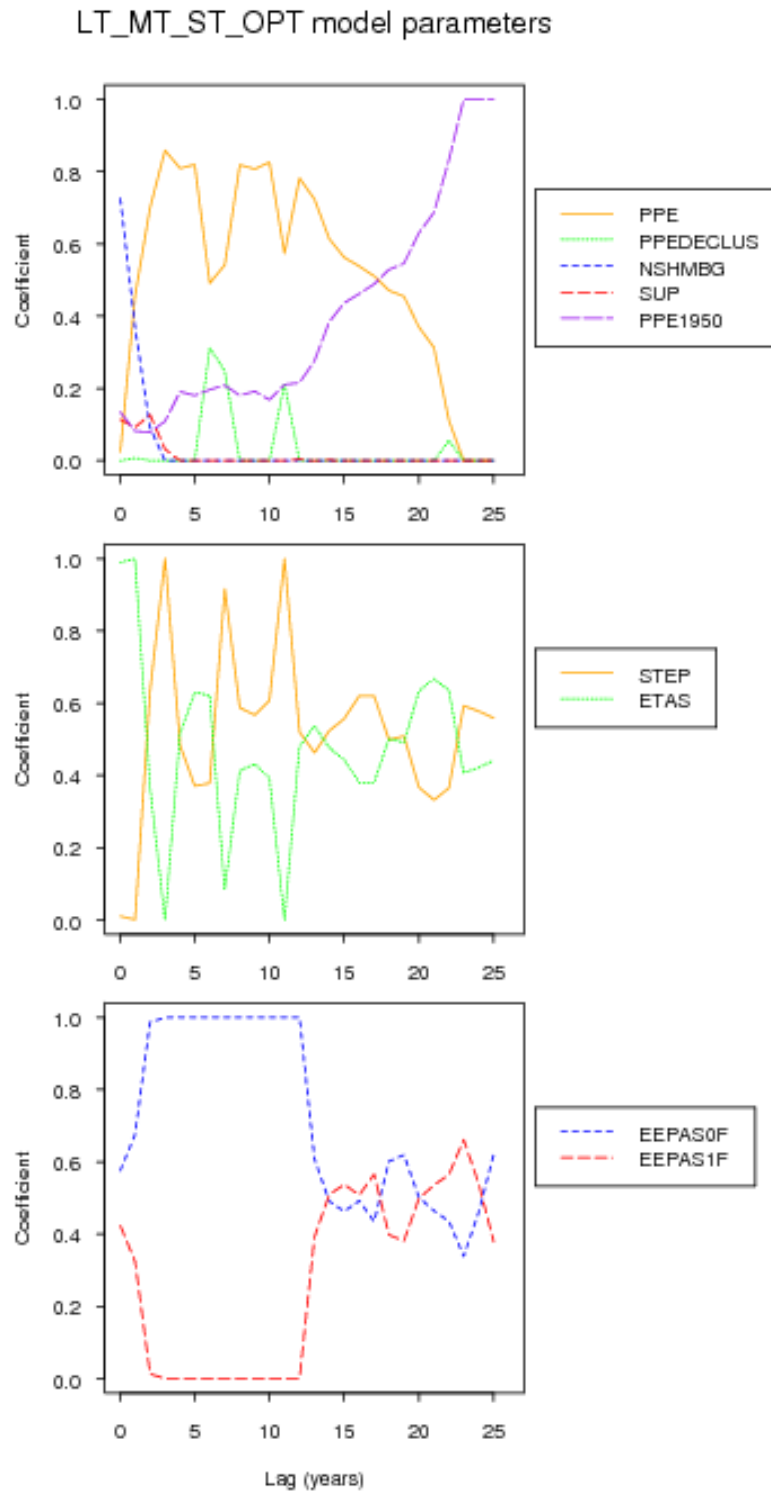 LT_MT_ST_OPT model parameters
1.0
0.8
0.6
0.4
0.2
0.0
Coefficient
0 5 10 15 20 25
PPE
PPEDECLUS
NSHMBG
SUP
PPE1950
1.0
0.8
0.6
0.4
0.2
0.0
Coefficient
0 5 10 15 20 25
STEP
ETAS
1.0
0.8
0.6
0.4
0.2
0.0
Coefficient
0 5 10 15 20 25
EEPAS0F
EEPAS1F
Lag (years)